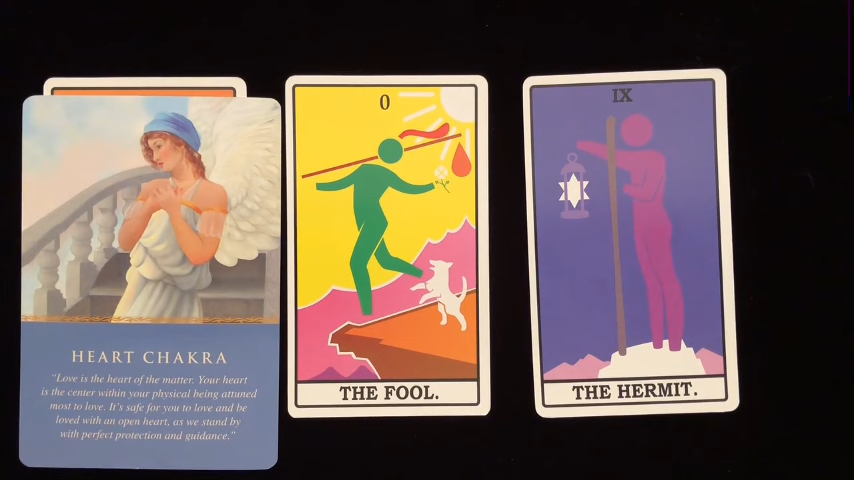 HEART CHAKRA
"Love is the heart of the matter. Your heart
is the center within your physical being attuned
most to love. It's safe for you to love and be
loved with an open heart, as we stand by
with perfect protection and guidance."
0
THE FOOL.
IX
THE HERMIT.